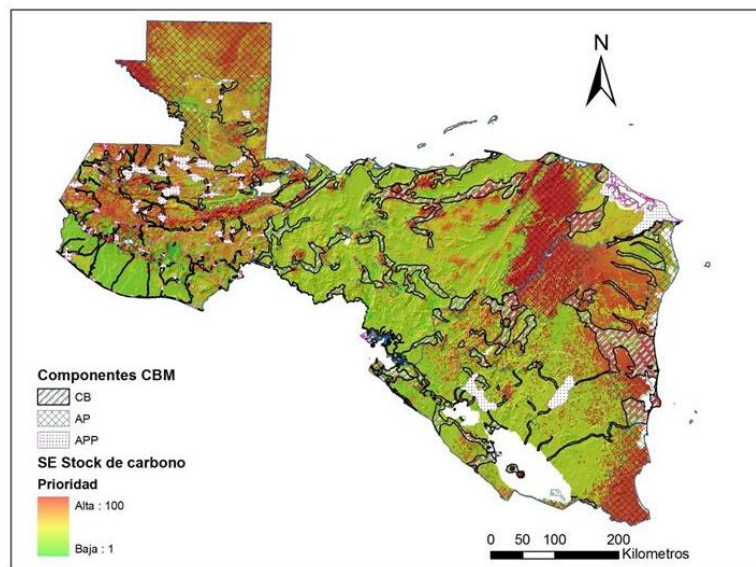 N
Componentes CBM
CB
AP
APP
SE Stock de carbono
Prioridad
Alta : 100
Baja : 1
0 50 100 200
Kilometros